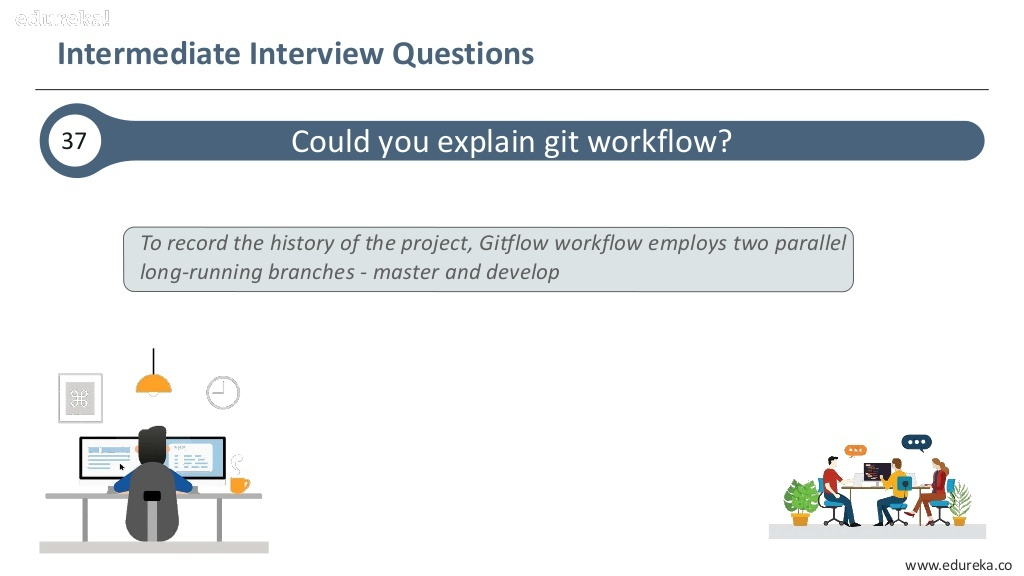 edureka!
Intermediate Interview Questions
37
Could you explain git workflow?
To record the history of the project, Gitflow workflow employs two parallel
long-running branches - master and develop
www.edureka.co